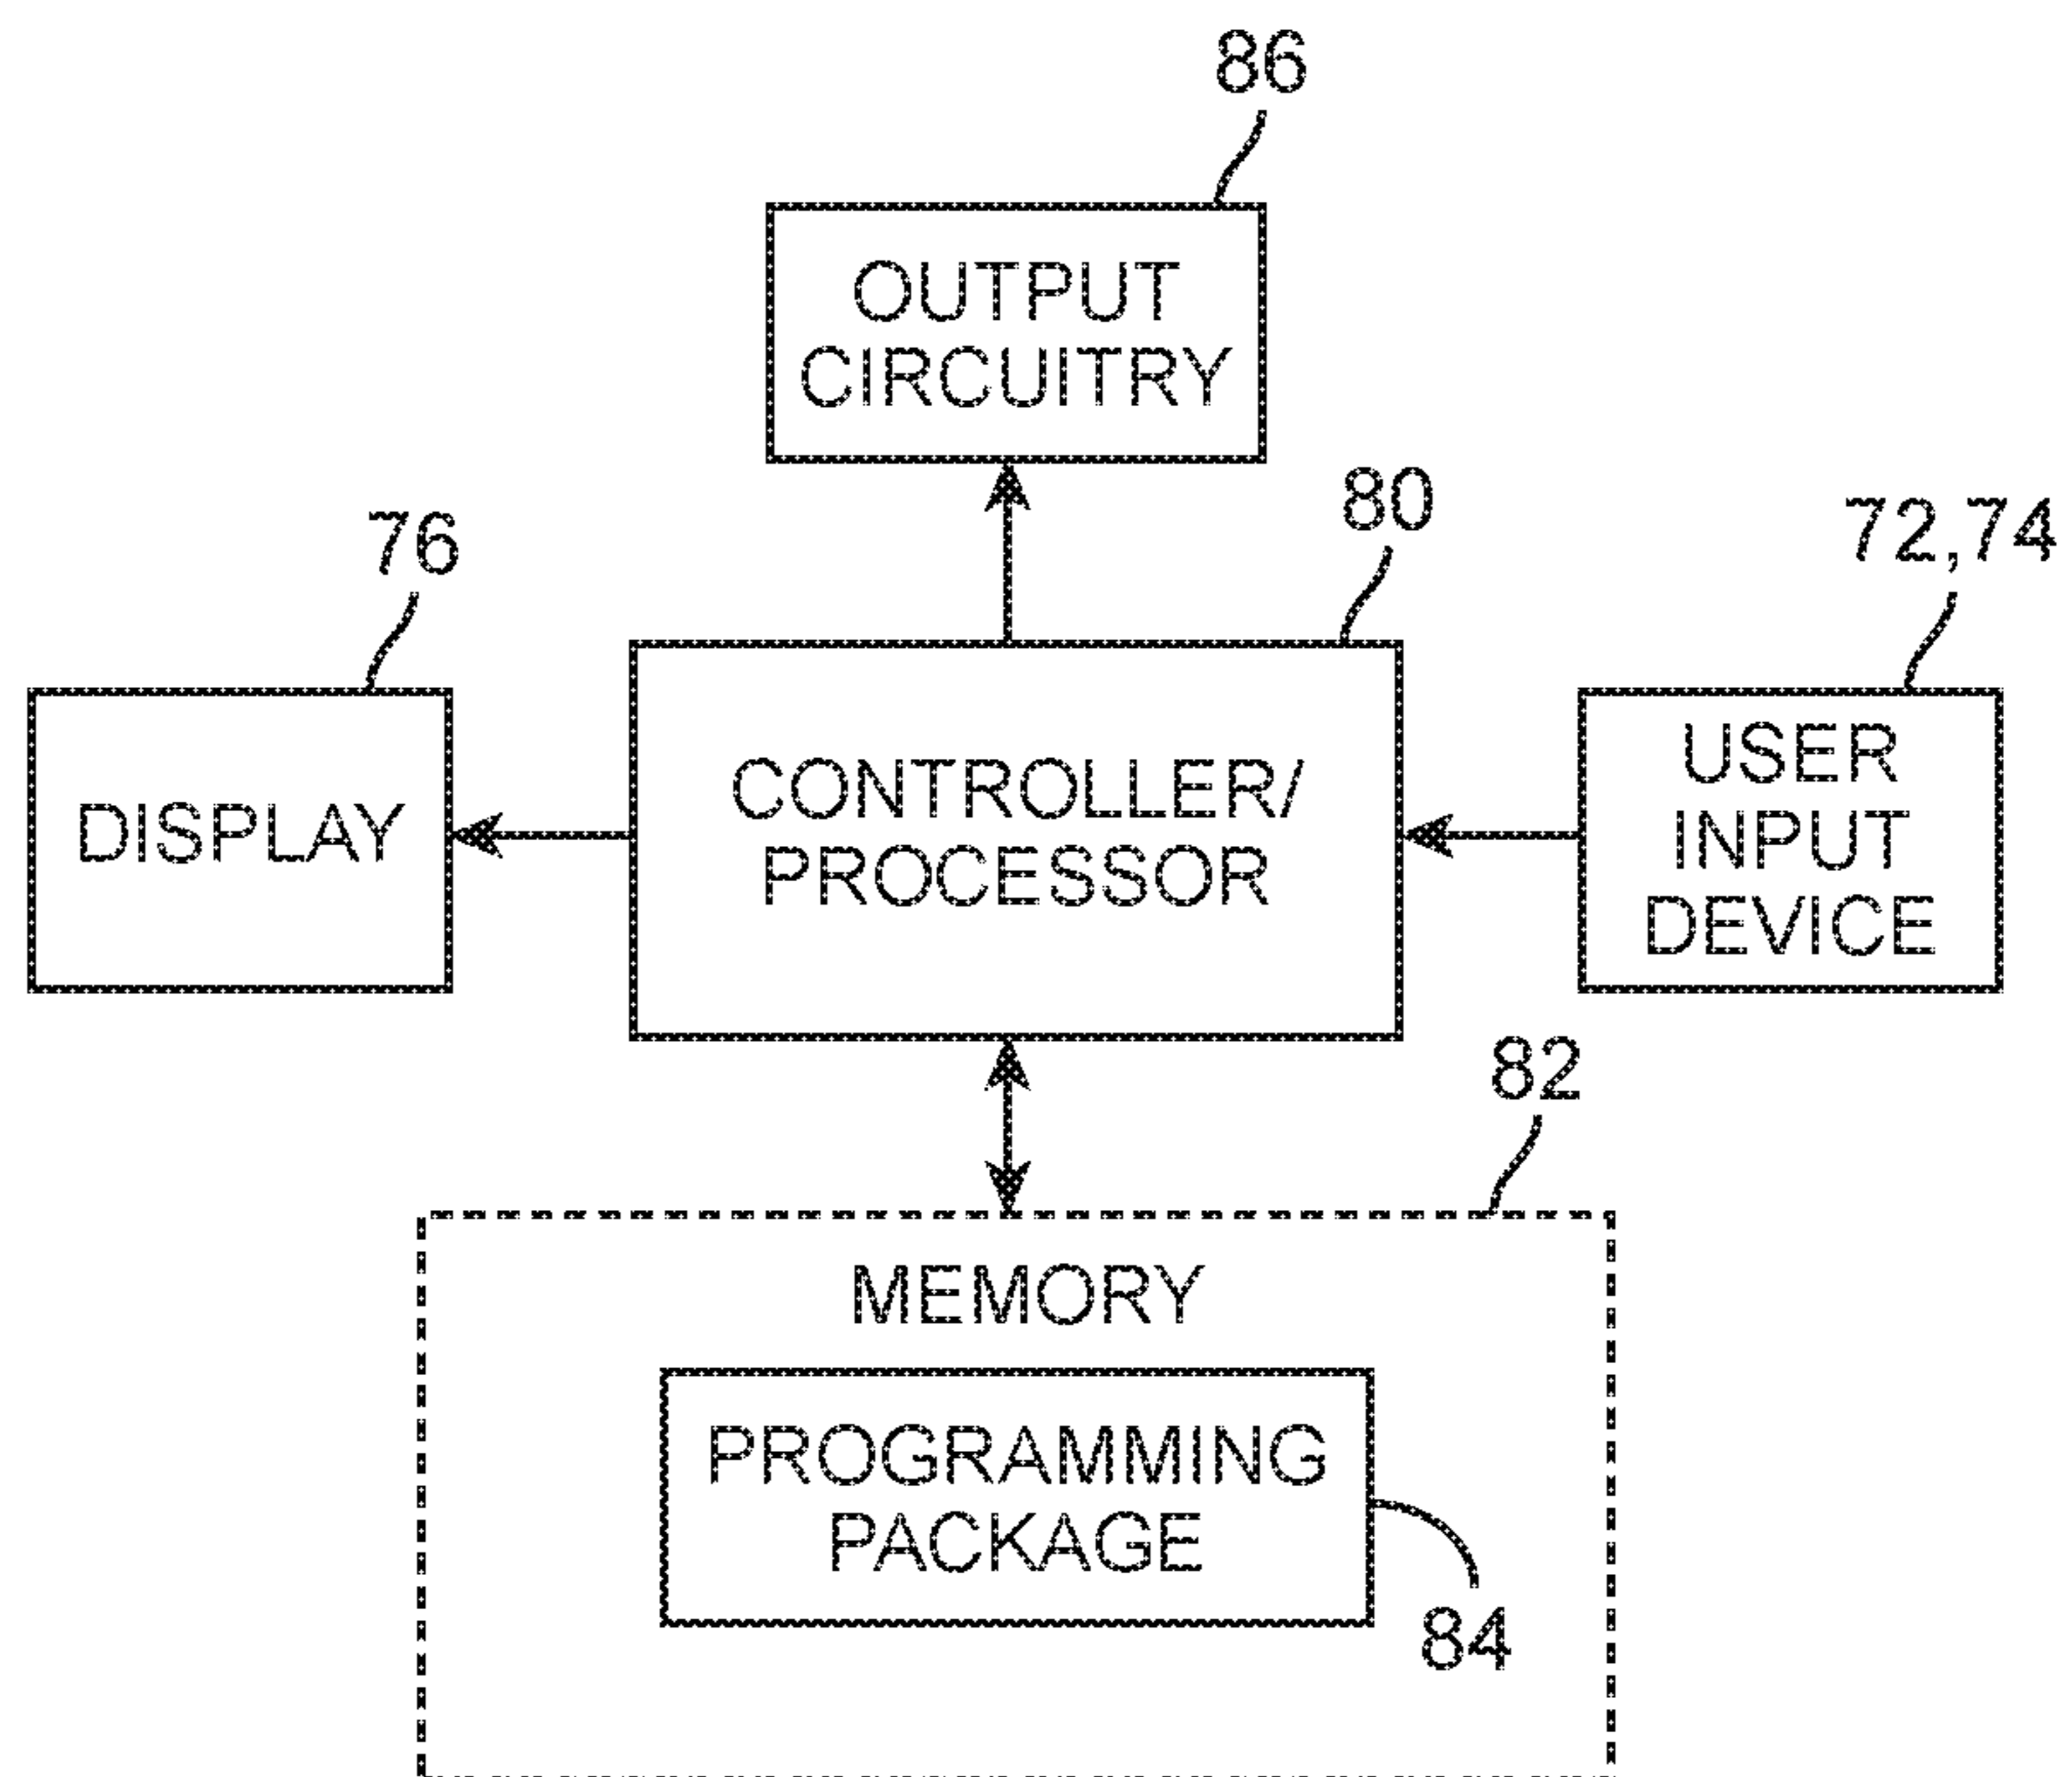 86
OUTPUT
CIRCUITRY
80
76
72,74
DISPLAY
CONTROLLER/
PROCESSOR
USER
INPUT
DEVICE
82
MEMORY
PROGRAMMING
PACKAGE
84